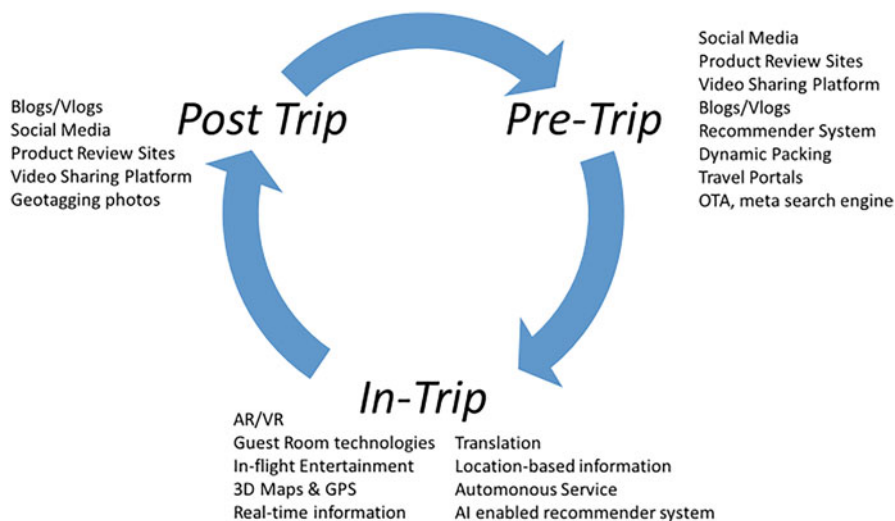 Post Trip
Blogs/Vlogs
Social Media
Product Review Sites
Video Sharing Platform
Geotagging photos
Pre-Trip
Social Media
Product Review Sites
Video Sharing Platform
Blogs/Vlogs
Recommender System
Dynamic Packing
Travel Portals
OTA, meta search engine
In-Trip
AR/VR
Guest Room technologies
In-flight Entertainment
3D Maps & GPS
Real-time information
Translation
Location-based information
Automonous Service
AI enabled recommender system